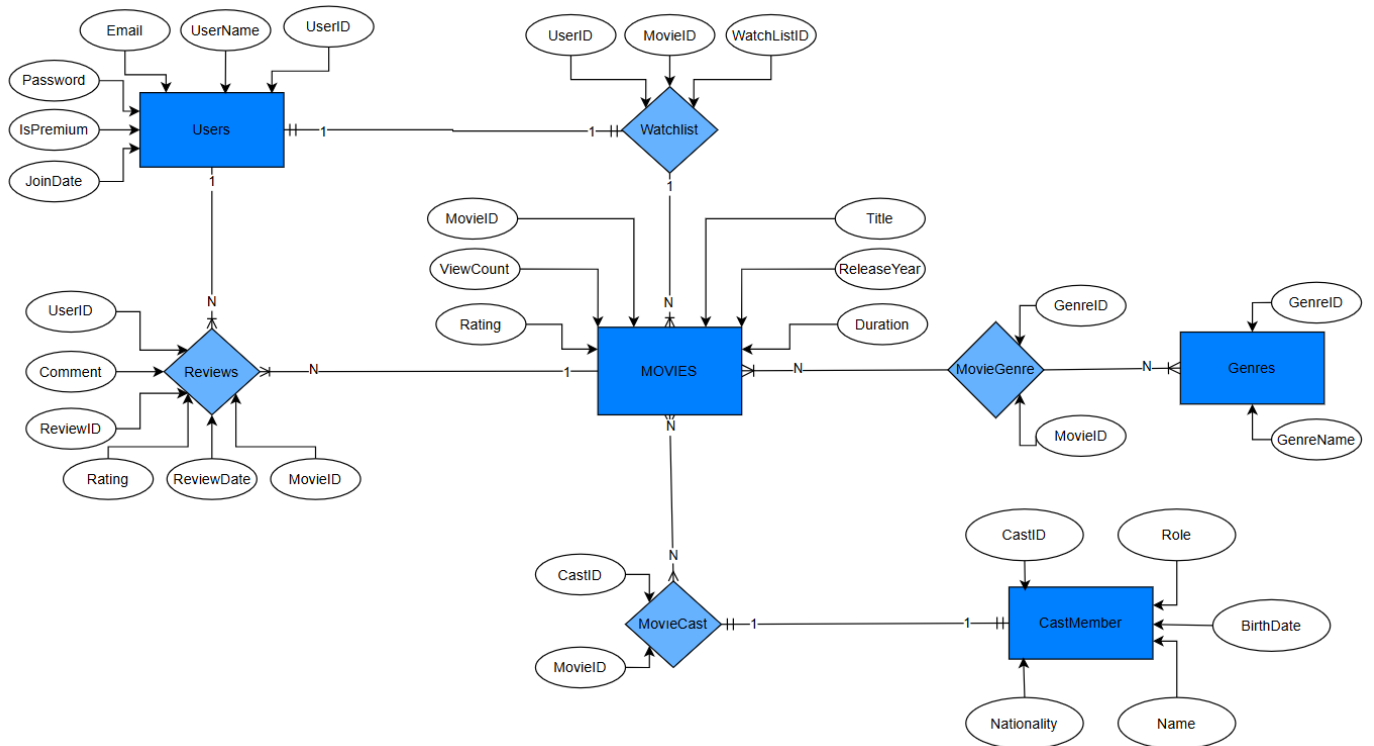 Email
UserName
UserID
UserID
MovieID
WatchListID
Password
IsPremium
JoinDate
Users
1
1
Watchlist
1
1
MovieID
Title
ViewCount
ReleaseYear
Rating
Duration
N
N
UserID
Comment
ReviewID
Rating
ReviewDate
MovieID
Reviews
N
1
MOVIES
N
MovieGenre
GenreID
MovieID
N
Genres
GenreID
GenreName
N
N
CastID
MovieID
MovieCast
1
1
CastMember
CastID
Role
BirthDate
Nationality
Name